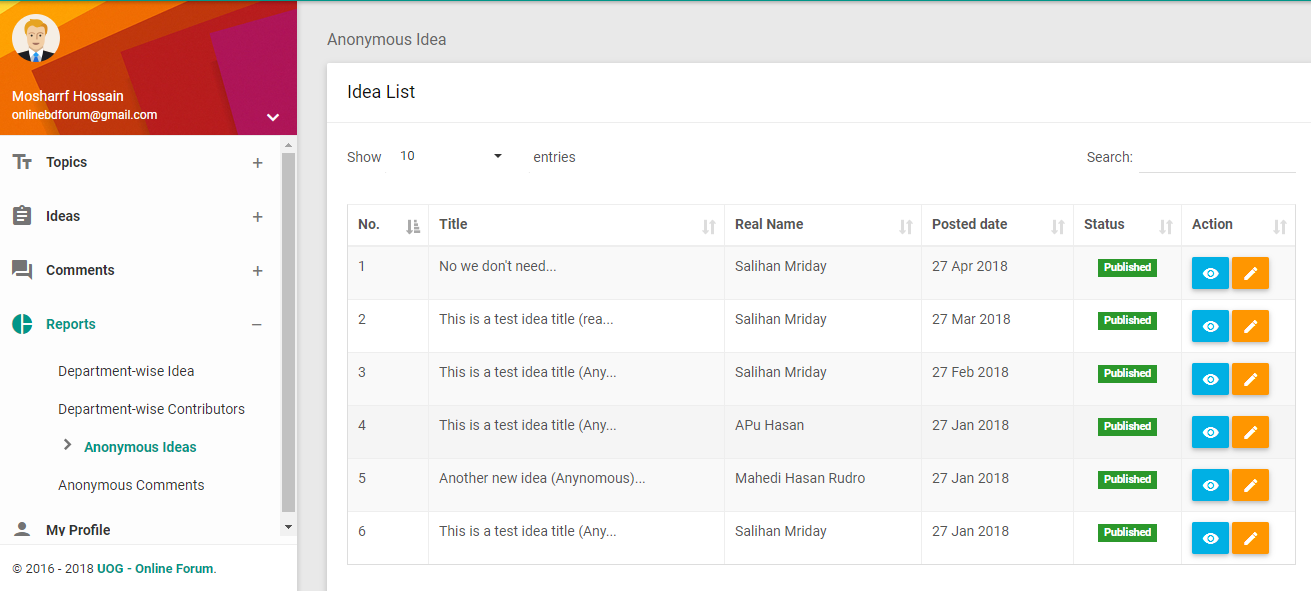 Mosharrf Hossain
onlinebdforum@gmail.com
Topics
Ideas
Comments
Reports
Department-wise Idea
Department-wise Contributors
Anonymous Ideas
Anonymous Comments
My Profile
© 2016 - 2018 UOG - Online Forum.
Anonymous Idea
Idea List
Show 10 entries Search:
No. Title Real Name Posted date Status Action
1 No we don't need... Salihan Mriday 27 Apr 2018 Published
2 This is a test idea title (rea... Salihan Mriday 27 Mar 2018 Published
3 This is a test idea title (Any... Salihan Mriday 27 Feb 2018 Published
4 This is a test idea title (Any... APu Hasan 27 Jan 2018 Published
5 Another new idea (Anynomous)... Mahedi Hasan Rudro 27 Jan 2018 Published
6 This is a test idea title (Any... Salihan Mriday 27 Jan 2018 Published